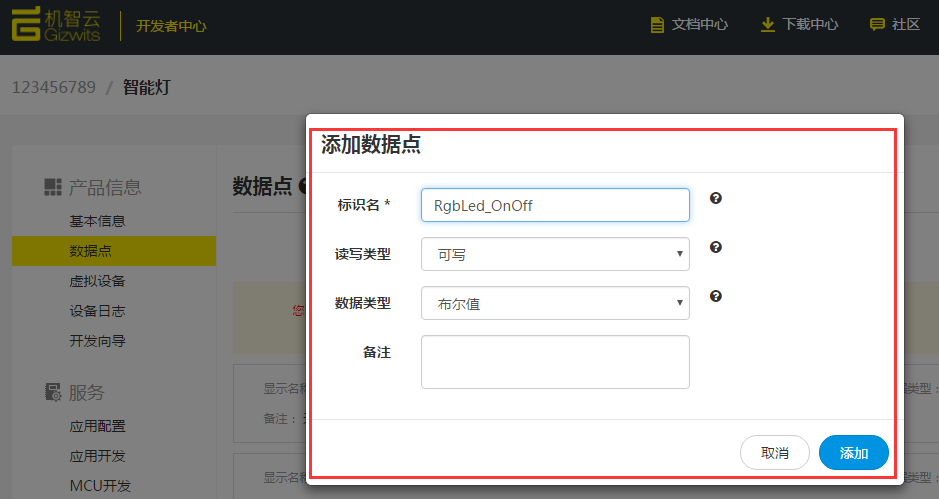 机智云
Gizwits
开发者中心
文档中心
下载中心
社区
123456789 / 智能灯
产品信息
基本信息
数据点
虚拟设备
设备日志
开发向导
服务
应用配置
应用开发
MCU开发
数据点
您
显示名称
备注：
类型：
显示名称
类型：
添加数据点
标识名 *
RgbLed_OnOff
读写类型
可写
数据类型
布尔值
备注
取消
添加